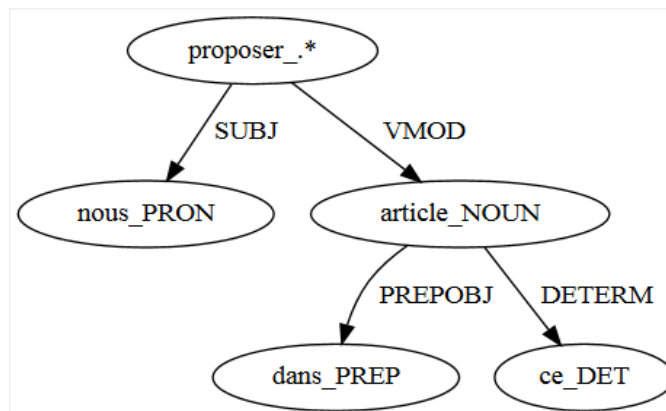 proposer_.*
SUBJ VMOD
nous_PRON article_NOUN
PREPOBJ DETERM
dans_PREP ce_DET